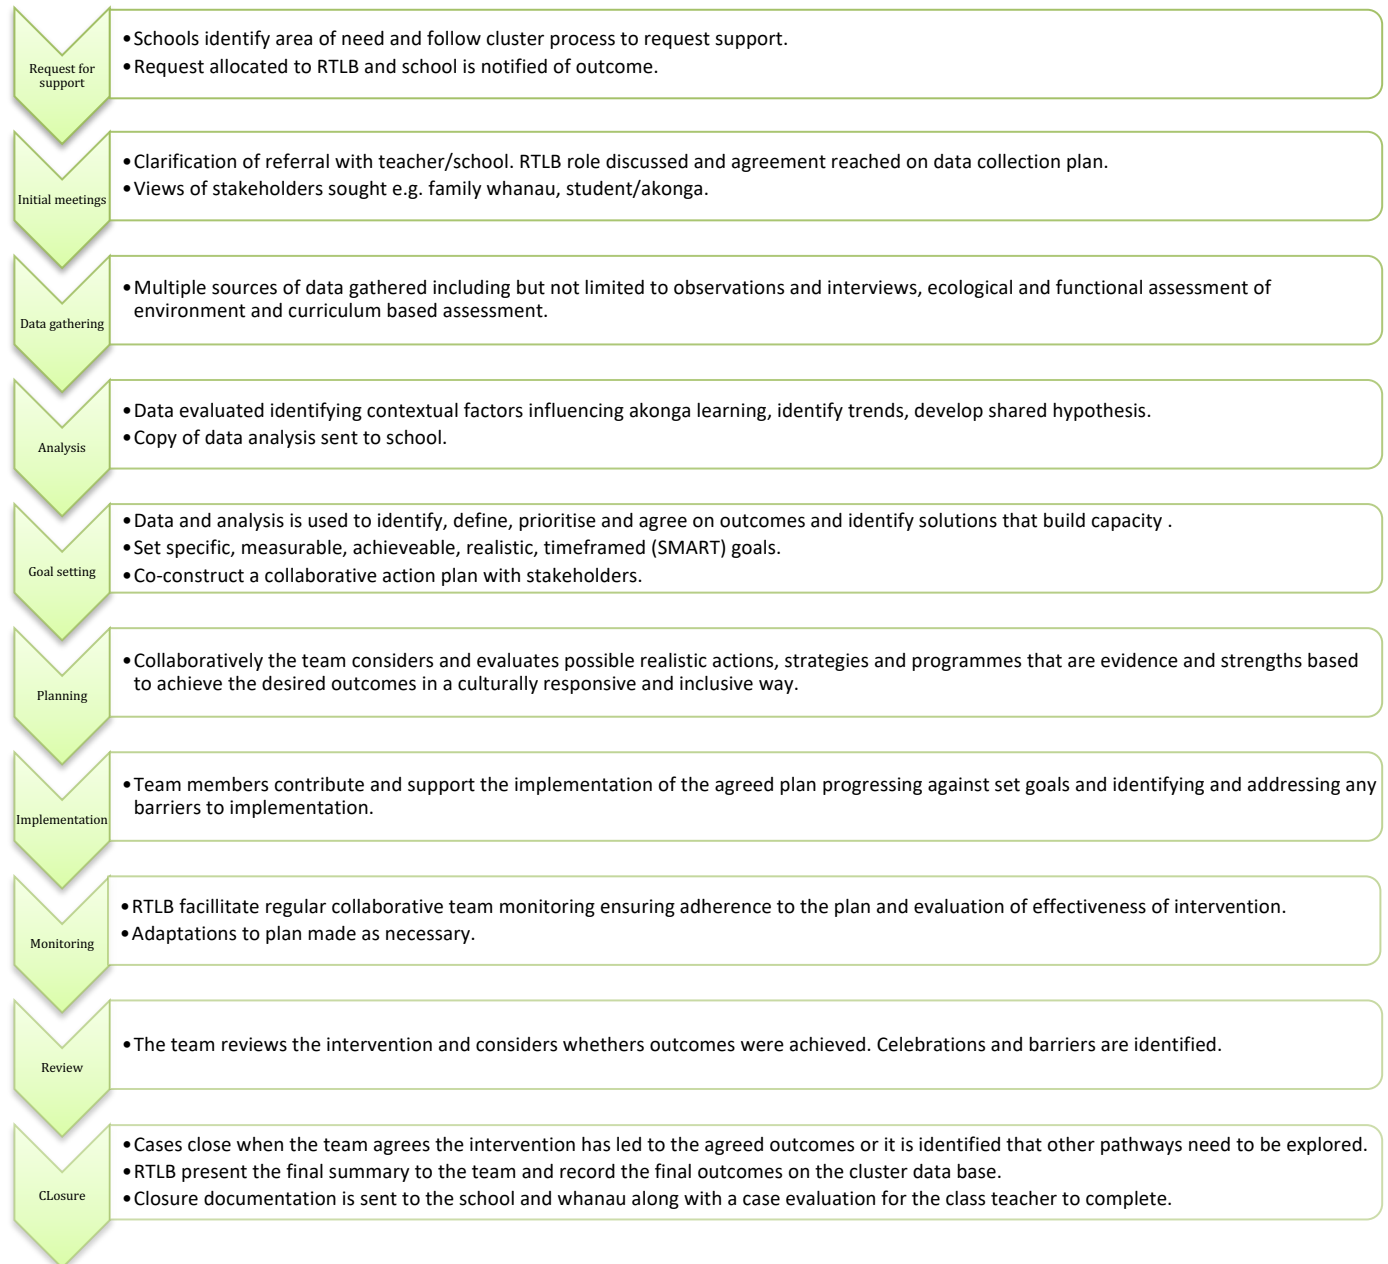 Request for
support
•Schools identify area of need and follow cluster process to request support.
•Request allocated to RTLB and school is notified of outcome.
Initial meetings
•Clarification of referral with teacher/school. RTLB role discussed and agreement reached on data collection plan.
•Views of stakeholders sought e.g. family whanau, student/akonga.
Data gathering
•Multiple sources of data gathered including but not limited to observations and interviews, ecological and functional assessment of
environment and curriculum based assessment.
Analysis
•Data evaluated identifying contextual factors influencing akonga learning, identify trends, develop shared hypothesis.
•Copy of data analysis sent to school.
Goal setting
•Data and analysis is used to identify, define, prioritise and agree on outcomes and identify solutions that build capacity .
•Set specific, measurable, achieveable, realistic, timeframed (SMART) goals.
•Co-construct a collaborative action plan with stakeholders.
Planning
•Collaboratively the team considers and evaluates possible realistic actions, strategies and programmes that are evidence and strengths based
to achieve the desired outcomes in a culturally responsive and inclusive way.
Implementation
•Team members contribute and support the implementation of the agreed plan progressing against set goals and identifying and addressing any
barriers to implementation.
Monitoring
•RTLB facillitate regular collaborative team monitoring ensuring adherence to the plan and evaluation of effectiveness of intervention.
•Adaptations to plan made as necessary.
Review
•The team reviews the intervention and considers whethers outcomes were achieved. Celebrations and barriers are identified.
CLosure
•Cases close when the team agrees the intervention has led to the agreed outcomes or it is identified that other pathways need to be explored.
•RTLB present the final summary to the team and record the final outcomes on the cluster data base.
•Closure documentation is sent to the school and whanau along with a case evaluation for the class teacher to complete.